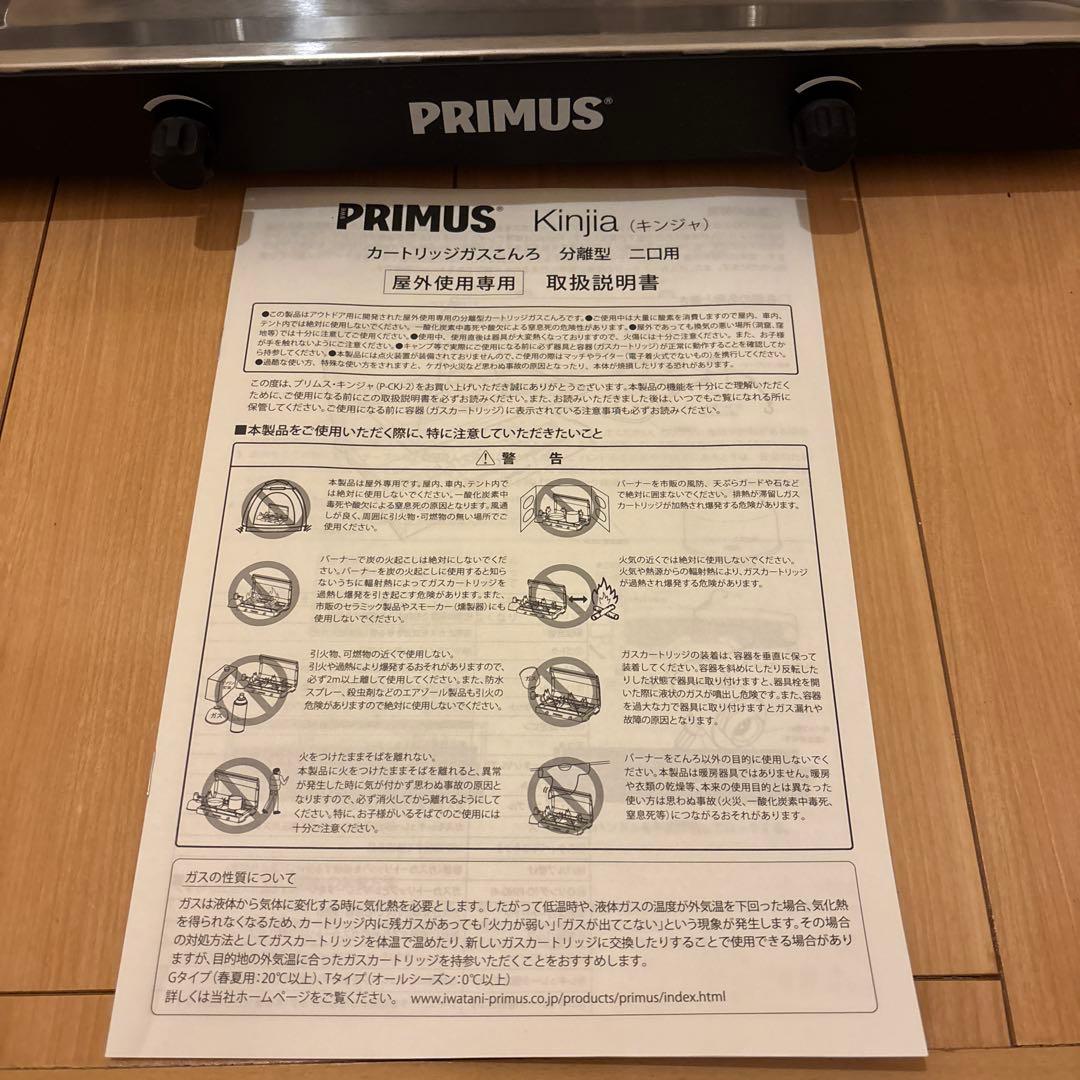 PRIMUS®
PRIMUS® Kinjia (キンジャ)
カートリッジガスこんろ 分離型 二口用
屋外使用専用 取扱説明書
●この製品はアウトドア用に開発された屋外使用専用の分離型カートリッジガスこんろです。●ご使用中は大量に酸素を消費しますので屋内、車内、
テント内では絶対に使用しないでください。一酸化炭素中毒死や酸欠による窒息死の危険性があります。●屋外であっても換気の悪い場所(洞窟、窪
地等)では十分に注意してご使用ください。●使用中、使用直後は器具が大変熱くなっておりますので、火傷には十分ご注意ください。また、お子様
が手を触れないようにご注意ください。●キャンプ等で実際にご使用になる前に必ず器具と容器(ガスカートリッジ)が正常に動作することを確認してか
ら持参してください。●本製品には点火装置が装備されておりませんので、ご使用の際はマッチやライター(電子着火式でないもの)を携行してください。
●過酷な使い方、特殊な使い方をされますと、ケガや火災など思わぬ事故の原因となったり、本体が焼損したりする恐れがあります。
この度は、プリムス・キンジャ(P-CKJ-2)をお買い上げいただき誠にありがとうございます。本製品の機能を十分にご理解いただく
ために、ご使用になる前にこの取扱説明書を必ずお読みください。また、お読みいただきました後は、いつでもご覧になれる所に
保管してください。ご使用になる前に容器(ガスカートリッジ)に表示されている注意事項も必ずお読みください。
■本製品をご使用いただく際に、特に注意していただきたいこと
⚠警 告
本製品は屋外専用です。屋内、車内、テント内で
は絶対に使用しないでください。一酸化炭素中
毒死や酸欠による窒息死の原因となります。風通
しが良く、周囲に引火物・可燃物の無い場所でご
使用ください。
バーナーを市販の風防、天ぷらガードや石など
で絶対に囲まないでください。排熱が滞留しガス
カートリッジが加熱され爆発する危険があります。
バーナーで炭の火起こしは絶対にしないでくだ
さい。バーナーを炭の火起こしに使用すると知ら
ないうちに輻射熱によってガスカートリッジを
過熱し爆発を引き起こす危険があります。また、
市販のセラミック製品やスモーカー(燻製器)にも
使用しないでください。
火気の近くでは絶対に使用しないでください。
火気や熱源からの輻射熱により、ガスカートリッジ
が過熱され爆発する危険があります。
引火物、可燃物の近くで使用しない。
引火や過熱により爆発するおそれがありますので、
必ず2m以上離して使用してください。また、防水
スプレー、殺虫剤などのエアゾール製品も引火の
危険がありますので絶対に使用しないでください。
ガス
ガスカートリッジの装着は、容器を垂直に保って
装着してください。容器を斜めにしたり反転した
りした状態で器具に取り付けますと、器具栓を開
いた際に液状のガスが噴出し危険です。また、容器
を過大な力で器具に取り付けますとガス漏れや
故障の原因となります。
火をつけたままそばを離れない。
本製品に火をつけたままそばを離れると、異常
が発生した時に気が付かず思わぬ事故の原因と
なりますので、必ず消火してから離れるようにして
ください。特に、お子様がいるそばでのご使用には
十分ご注意ください。
バーナーをこんろ以外の目的に使用しないでく
ださい。本製品は暖房器具ではありません。暖房
や衣類の乾燥等、本来の使用目的とは異なった
使い方は思わぬ事故(火災、一酸化炭素中毒死、
窒息死等)につながるおそれがあります。
ガスの性質について
ガスは液体から気体に変化する時に気化熱を必要とします。したがって低温時や、液体ガスの温度が外気温を下回った場合、気化熱
を得られなくなるため、カートリッジ内に残ガスがあっても「火力が弱い」「ガスが出てこない」という現象が発生します。その場合
の対処方法としてガスカートリッジを体温で温めたり、新しいガスカートリッジに交換したりすることで使用できる場合があり
ますが、目的地の外気温に合ったガスカートリッジを持参いただくことをおすすめします。
Gタイプ(春夏用:20℃以上)、Tタイプ(オールシーズン:0℃以上)
詳しくは当社ホームページをご覧ください。 www.iwatani-primus.co.jp/products/primus/index.html